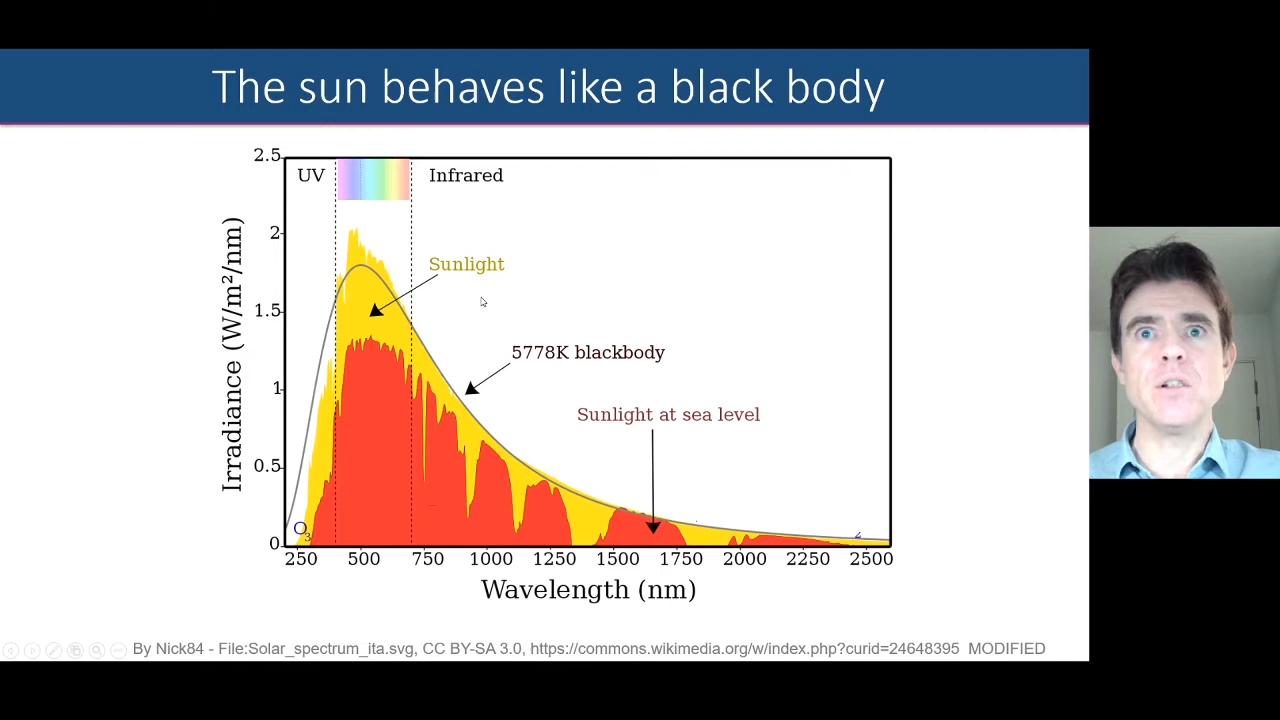 The sun behaves like a black body
2.5
2
1.5
1
0.5
0
Irradiance (W/m²/nm)
UV
Infrared
Sunlight
5778K blackbody
Sunlight at sea level
O3
2
250 500 750 1000 1250 1500 1750 2000 2250 2500
Wavelength (nm)
By Nick84 - File:Solar_spectrum_ita.svg, CC BY-SA 3.0, https://commons.wikimedia.org/w/index.php?curid=24648395 MODIFIED